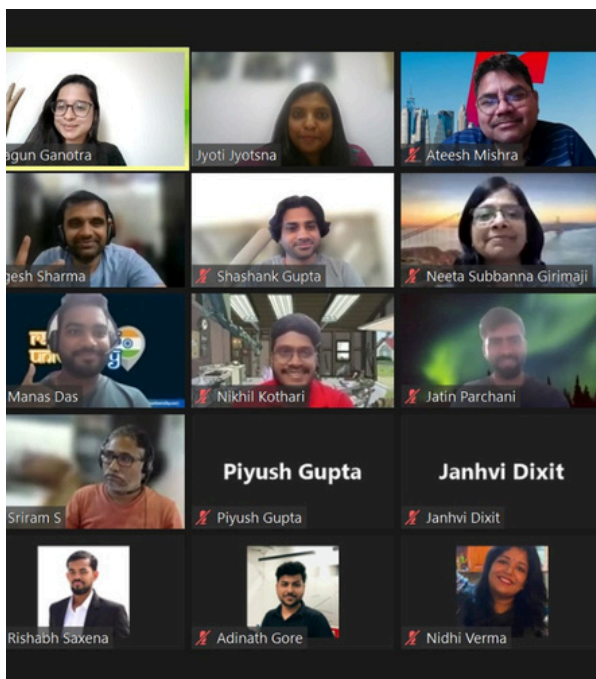 agun Ganotra
Jyoti Jyotsna
Ateesh Mishra
gesh Sharma
Shashank Gupta
Neeta Subbanna Girimaji
Manas Das
Nikhil Kothari
Jatin Parchani
Sriram S
Piyush Gupta
Piyush Gupta
Janhvi Dixit
Janhvi Dixit
Rishabh Saxena
Adinath Gore
Nidhi Verma